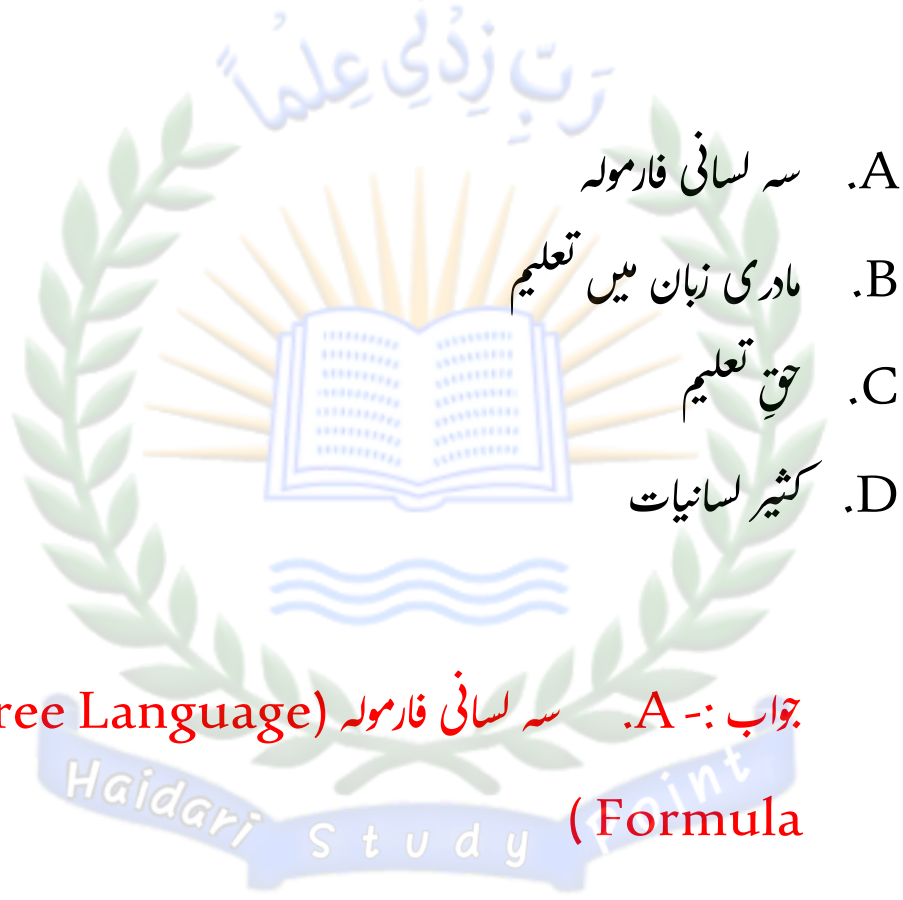 رَبِّ زِدْنِي عِلْماً
A. سہ لسانی فارمولہ
B. مادری زبان میں تعلیم
C. حقِ تعلیم
D. کثیر لسانیات
جواب :- A. سہ لسانی فارمولہ (ree Language
Formula )
Haidari Study Point